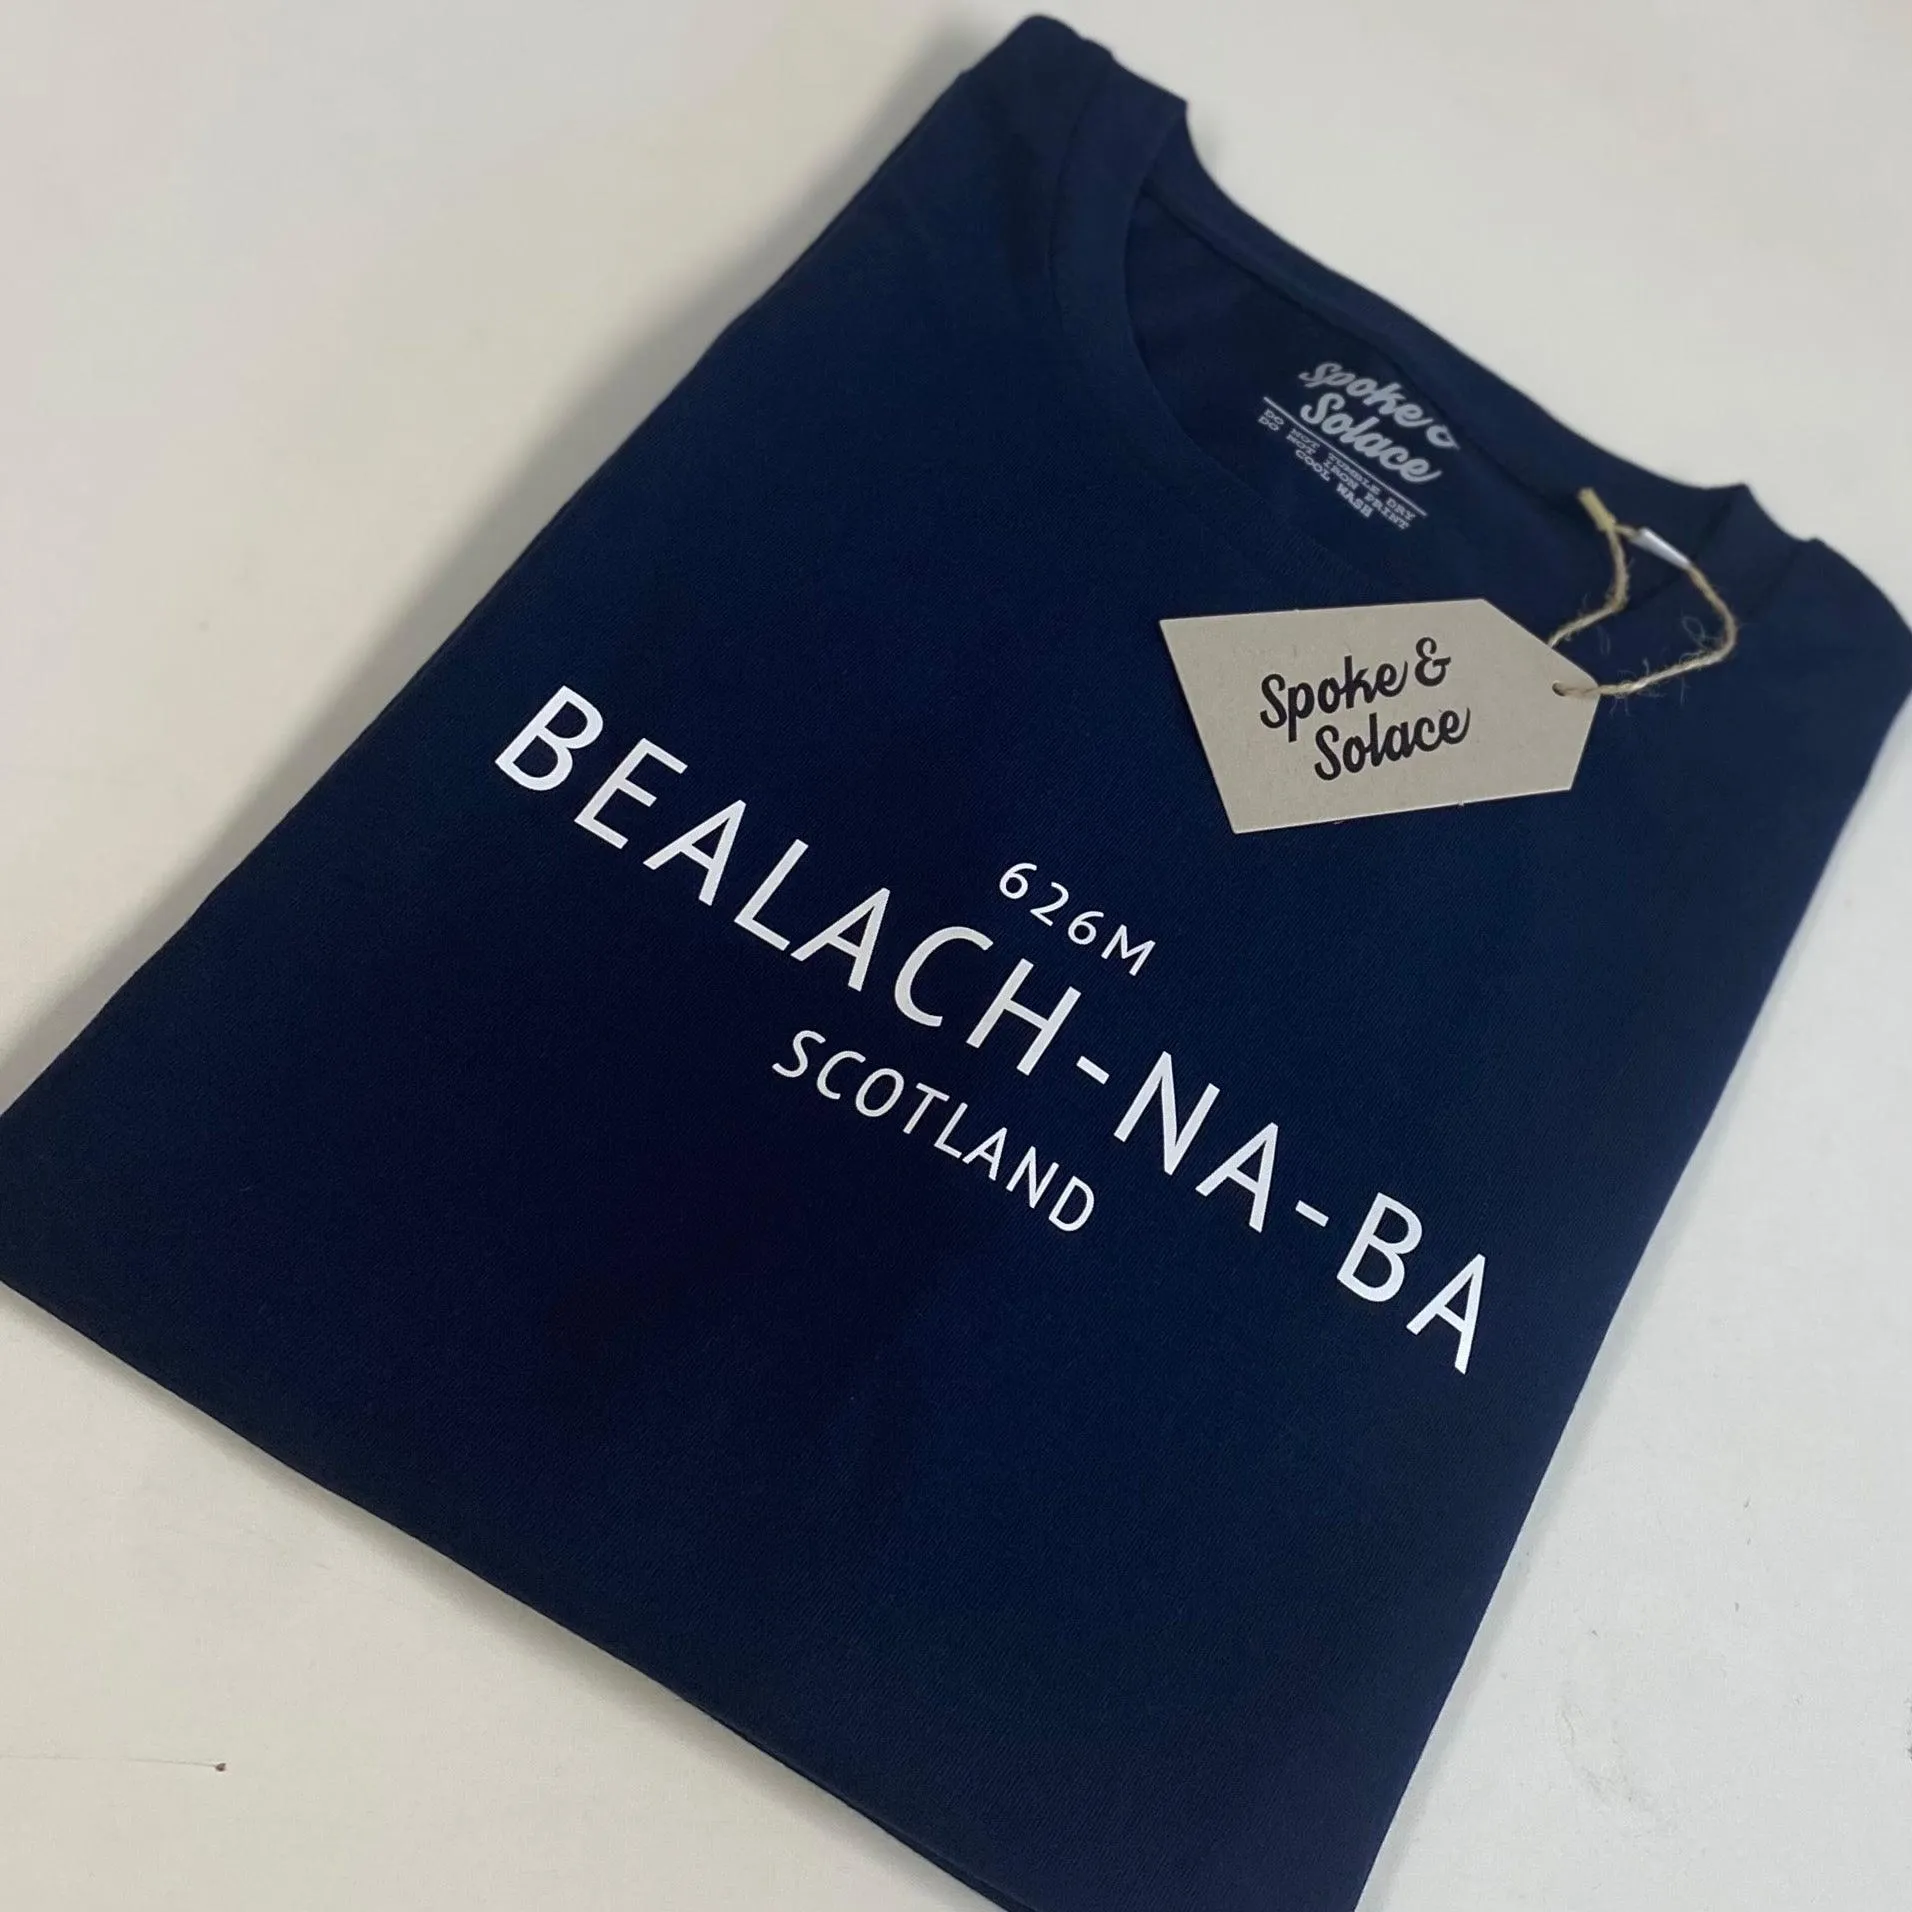 Spoke &
Solace
DO NOT TUMBLE DRY
DO NOT IRON PRINT
COOL WASH
Spoke &
Solace
626M
BEALACH-NA-BA
SCOTLAND